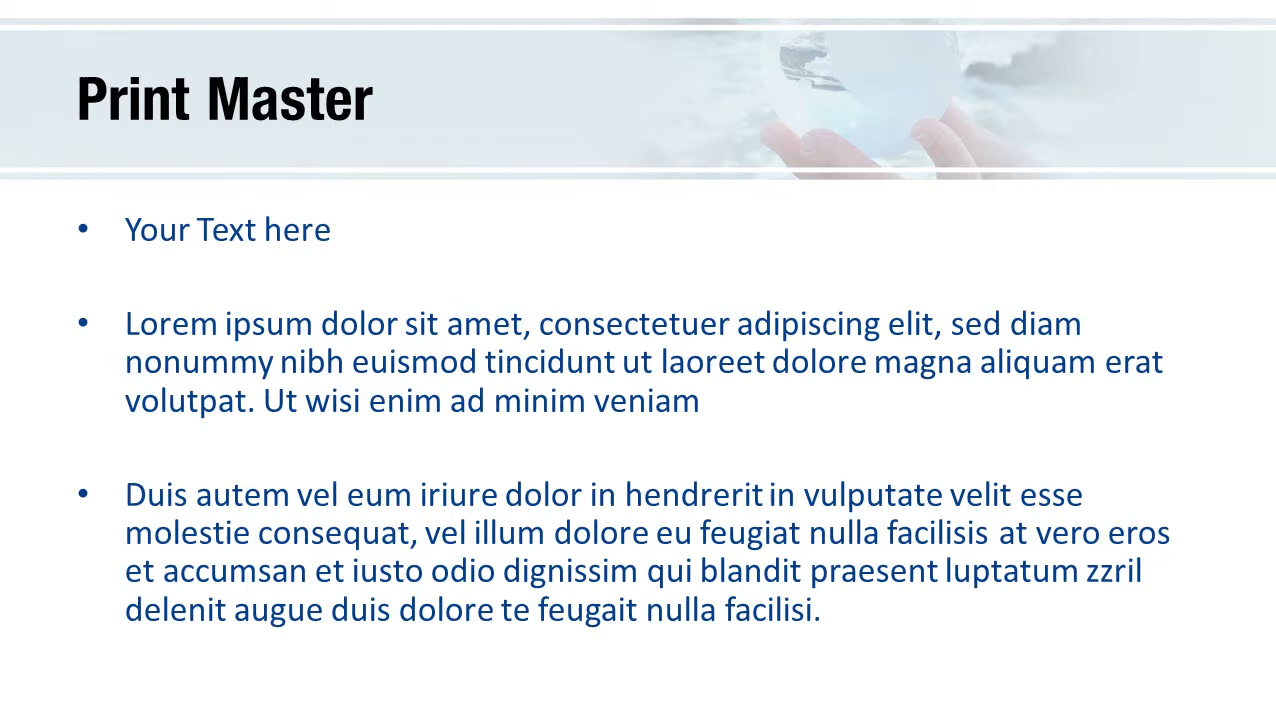 Print Master
• Your Text here
• Lorem ipsum dolor sit amet, consectetuer adipiscing elit, sed diam
nonummy nibh euismod tincidunt ut laoreet dolore magna aliquam erat
volutpat. Ut wisi enim ad minim veniam
• Duis autem vel eum iriure dolor in hendrerit in vulputate velit esse
molestie consequat, vel illum dolore eu feugiat nulla facilisis at vero eros
et accumsan et iusto odio dignissim qui blandit praesent luptatum zzril
delenit augue duis dolore te feugait nulla facilisi.